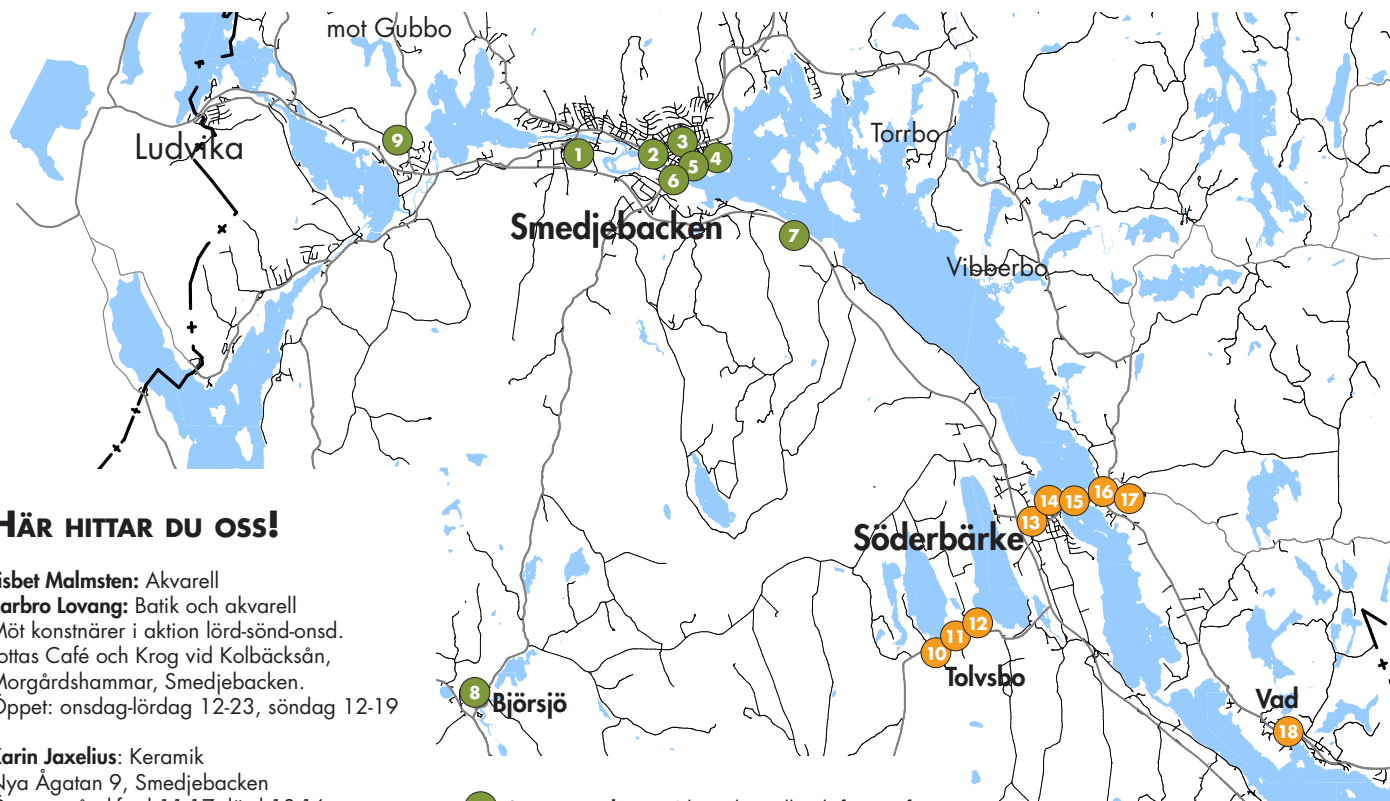 mot Gubbo
Ludvika
Torrbo
Smedjebacken
Vibberbo
9
1
2
3
5
4
6
7
14
15
16
17
13
Söderbärke
12
11
10
Tolvsbo
8
Björsjö
Vad
18
HÄR HITTAR DU OSS!
isbet Malmsten: Akvarell
arbro Lovang: Batik och akvarell
Möt konstnärer i aktion lörd-sönd-onsd.
ottas Café och Krog vid Kolbäcksån,
Morgårdshammar, Smedjebacken.
Öppet: onsdag-lördag 12-23, söndag 12-19
Karin Jaxelius: Keramik
Nya Ågatan 9, Smedjebacken